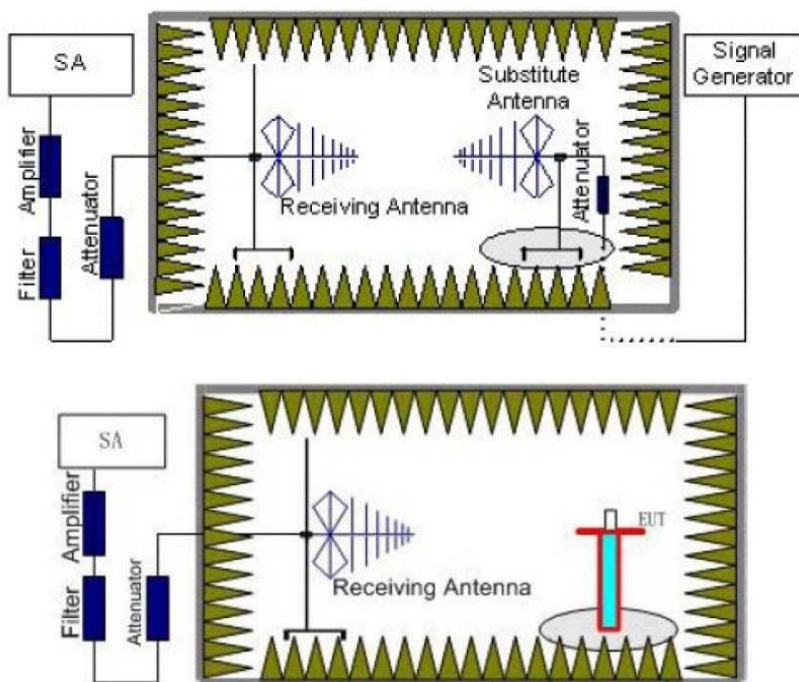 SA
Amplifier
Filter
Attenuator
Receiving Antenna
Substitute
Antenna
Attenuator
Signal
Generator
SA
Amplifier
Filter
Attenuator
Receiving Antenna
EUT